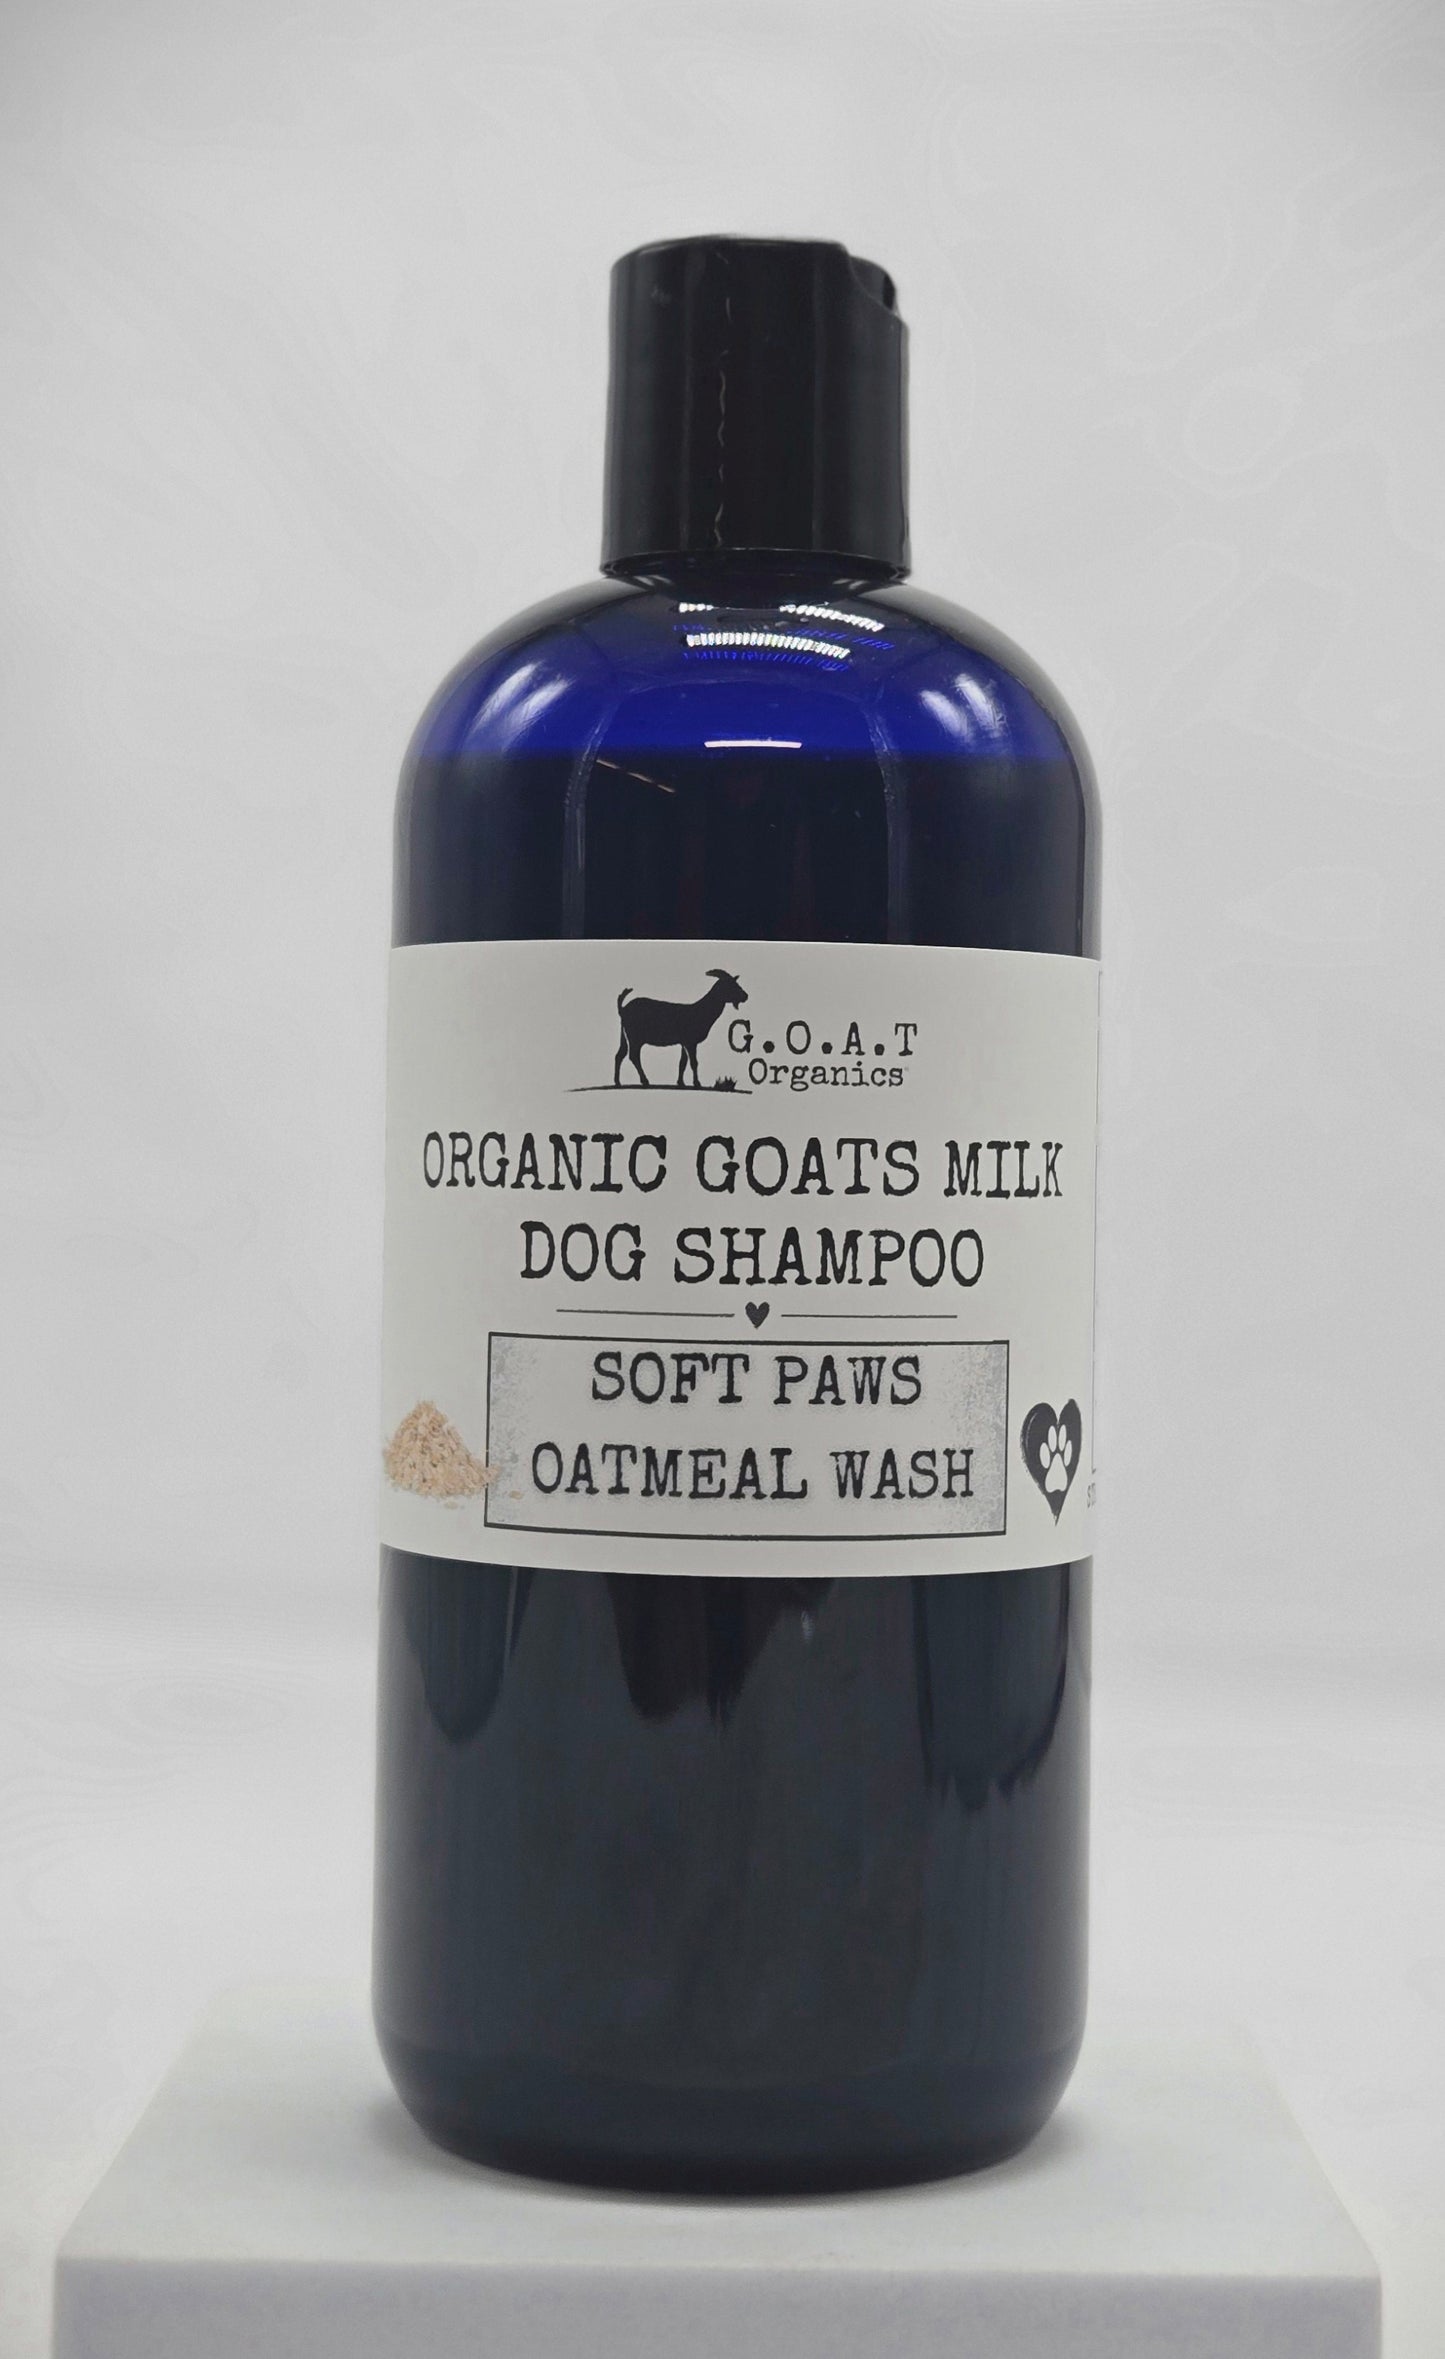 G.O.A.T
Organics
ORGANIC GOATS MILK
DOG SHAMPOO
SOFT PAWS
OATMEAL WASH